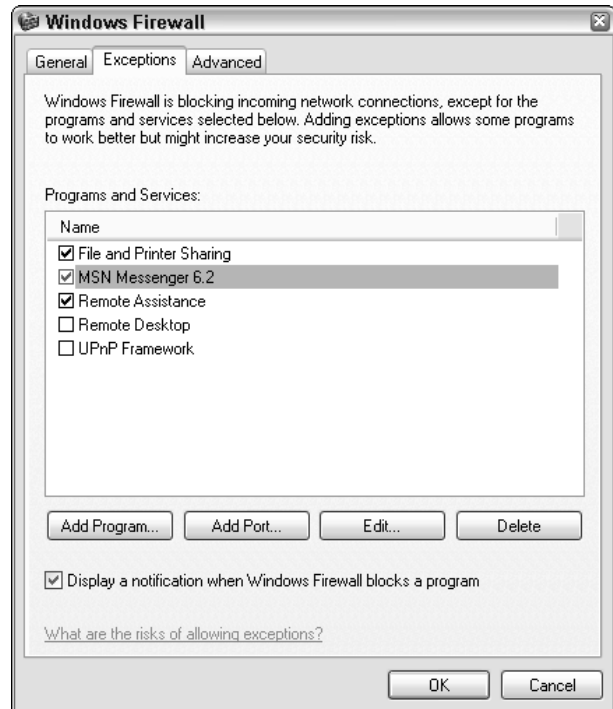 Windows Firewall
General Exceptions Advanced
Windows Firewall is blocking incoming network connections, except for the
programs and services selected below. Adding exceptions allows some programs
to work better but might increase your security risk.
Programs and Services:
Name
File and Printer Sharing
MSN Messenger 6.2
Remote Assistance
Remote Desktop
UPnP Framework
Add Program... Add Port... Edit... Delete
Display a notification when Windows Firewall blocks a program
What are the risks of allowing exceptions?
OK Cancel